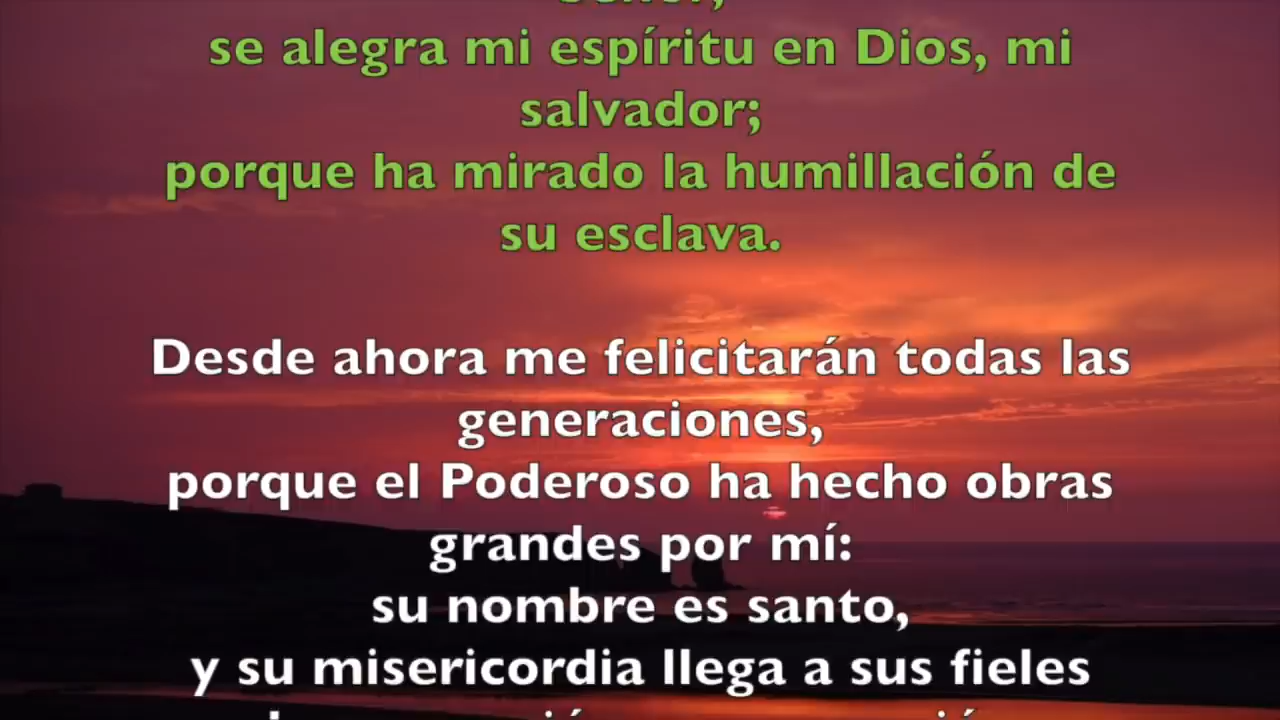 se alegra mi espíritu en Dios, mi
salvador;
porque ha mirado la humillación de
su esclava.
Desde ahora me felicitarán todas las
generaciones,
porque el Poderoso ha hecho obras
grandes por mí:
su nombre es santo,
y su misericordia llega a sus fieles